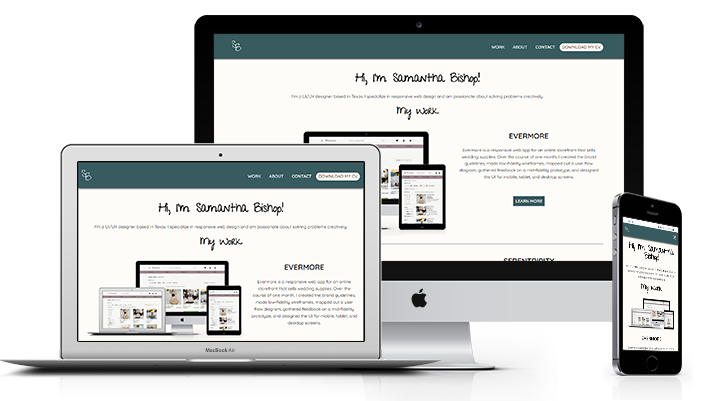 SB
WORK ABOUT CONTACT DOWNLOAD MY CV
Hi, I'm Samantha Bishop!
I'm a UI/UX designer based in Texas. I specialize in responsive web design and am passionate about solving problems creatively.
My Work
EVERMORE
Evermore is a responsive web app for an online storefront that sells
wedding supplies. Over the course of one month, I created the brand
guidelines, made low-fidelity wireframes, mapped out a user flow
diagram, gathered feedback on a mid-fidelity prototype, and designed
the UI for mobile, tablet, and desktop screens.
LEARN MORE
SERENDIPITY
SB
WORK ABOUT CONTACT DOWNLOAD MY CV
Hi, I'm Samantha Bishop!
I'm a UI/UX designer based in Texas. I specialize in responsive web design and am passionate about solving problems creatively.
My Work
EVERMORE
Evermore is a responsive web app for an online
storefront that sells wedding supplies. Over the
course of one month, I created the brand guidelines,
made low-fidelity wireframes, mapped out a user
flow diagram, gathered feedback on a mid-fidelity
prototype, and designed the UI for mobile, tablet, and
desktop screens.
MacBook Air
Hi, I'm Samantha
Bishop!
My Work
EVERMORE